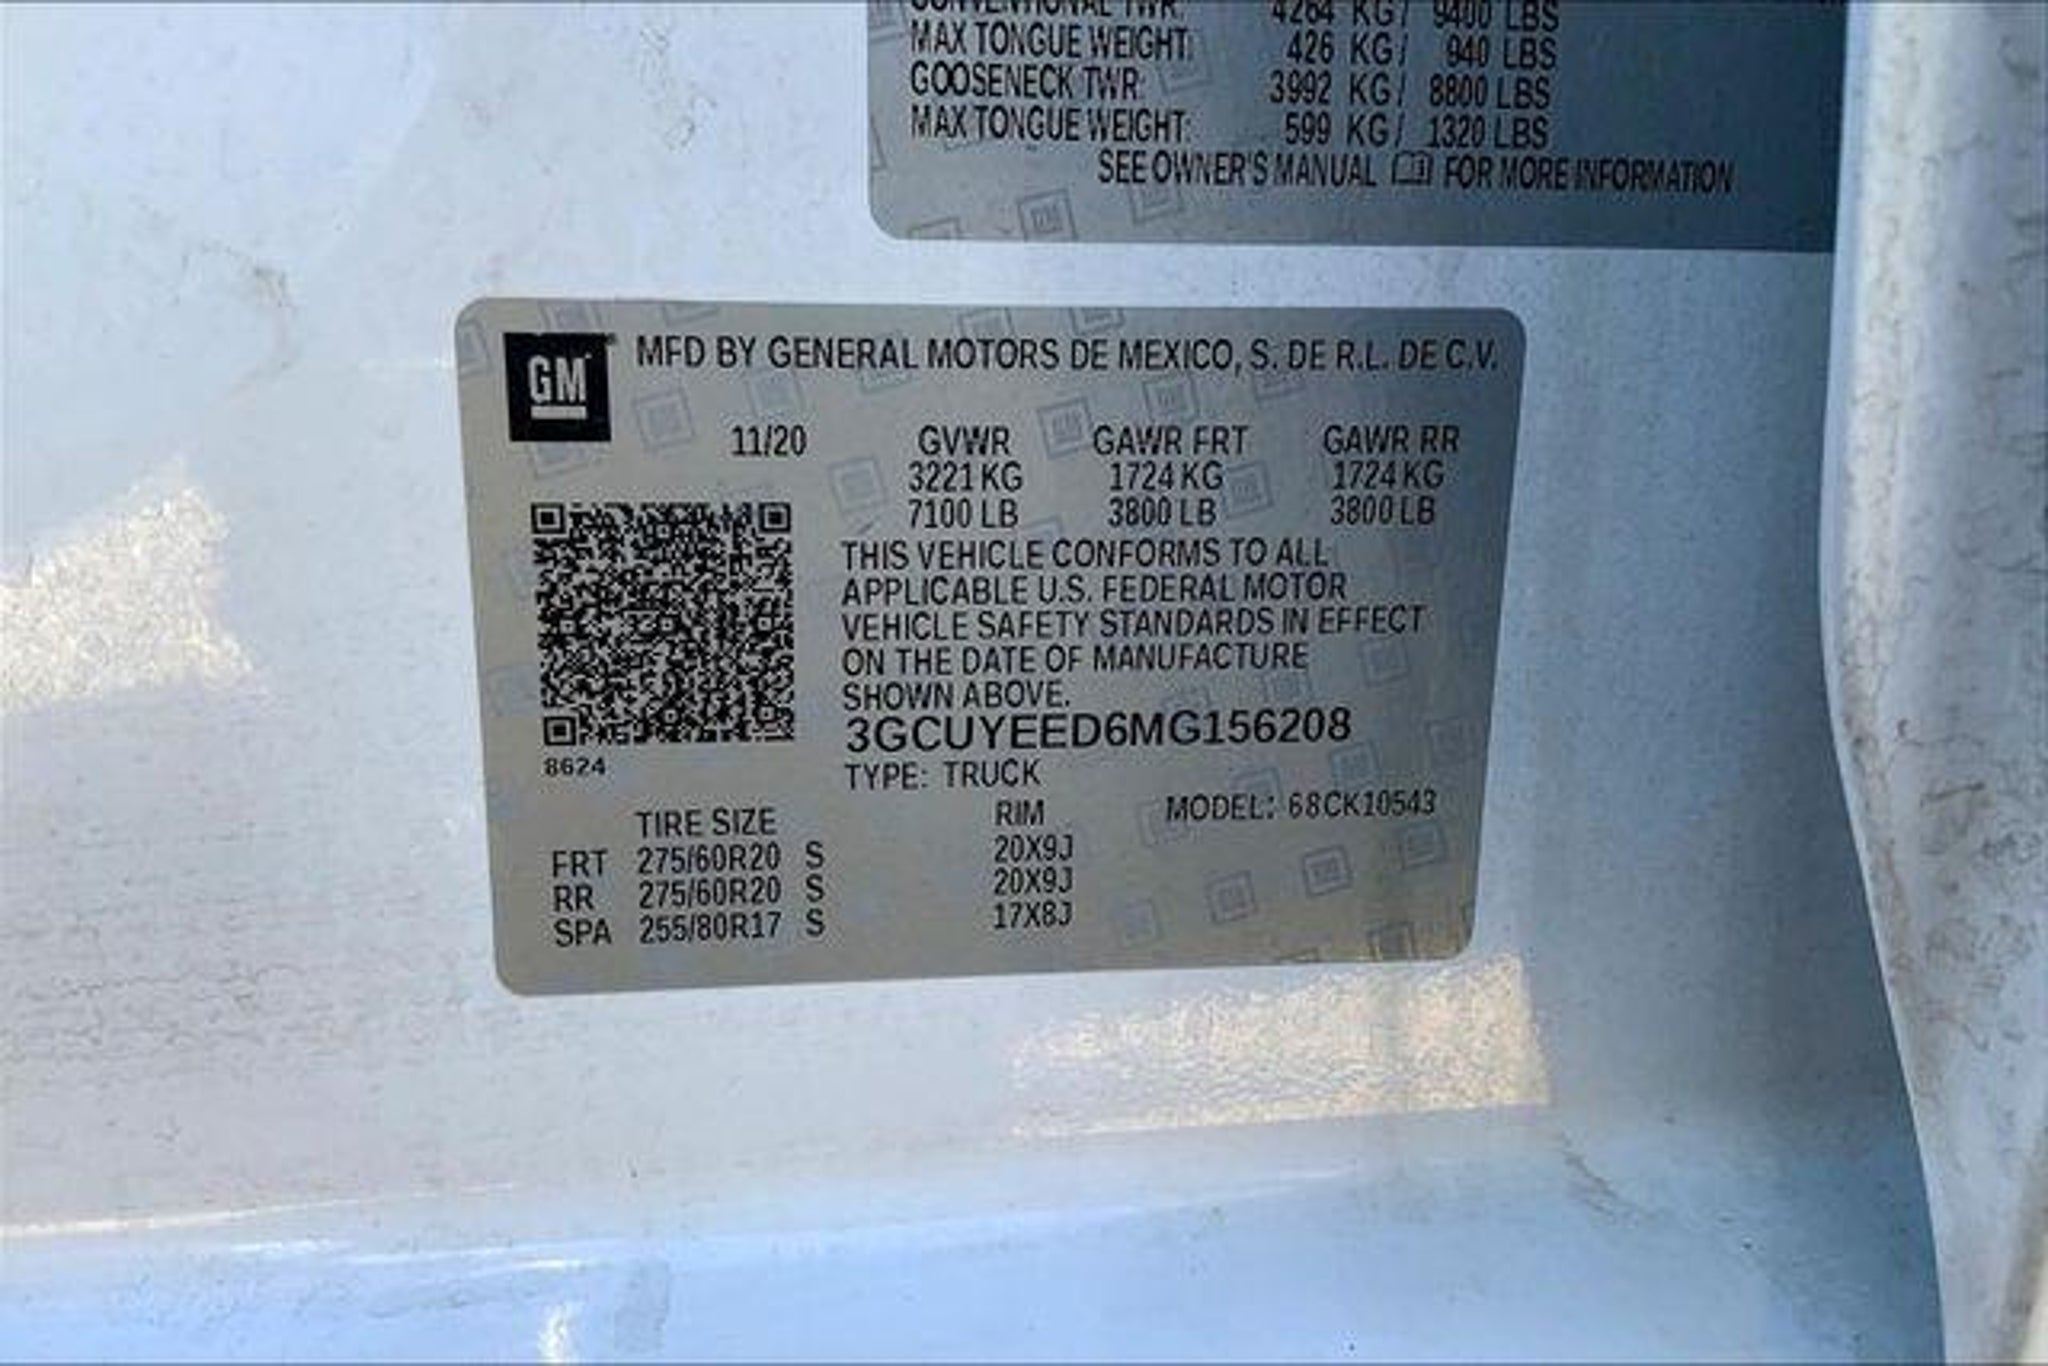 CONVENTIONAL TWR: 4264 KG/ 9400 LBS
MAX TONGUE WEIGHT: 426 KG/ 940 LBS
GOOSENECK TWR: 3992 KG/ 8800 LBS
MAX TONGUE WEIGHT: 599 KG/ 1320 LBS
SEE OWNER'S MANUAL FOR MORE INFORMATION
GM MFD BY GENERAL MOTORS DE MEXICO, S. DE R.L. DE C.V.
11/20 GVWR GAWR FRT GAWR RR
3221 KG 1724 KG 1724 KG
7100 LB 3800 LB 3800 LB
THIS VEHICLE CONFORMS TO ALL
APPLICABLE U.S. FEDERAL MOTOR
VEHICLE SAFETY STANDARDS IN EFFECT
ON THE DATE OF MANUFACTURE
SHOWN ABOVE.
3GCUYEED6MG156208
8624
TYPE: TRUCK
TIRE SIZE RIM MODEL: 68CK10543
FRT 275/60R20 S 20X9J
RR 275/60R20 S 20X9J
SPA 255/80R17 S 17X8J